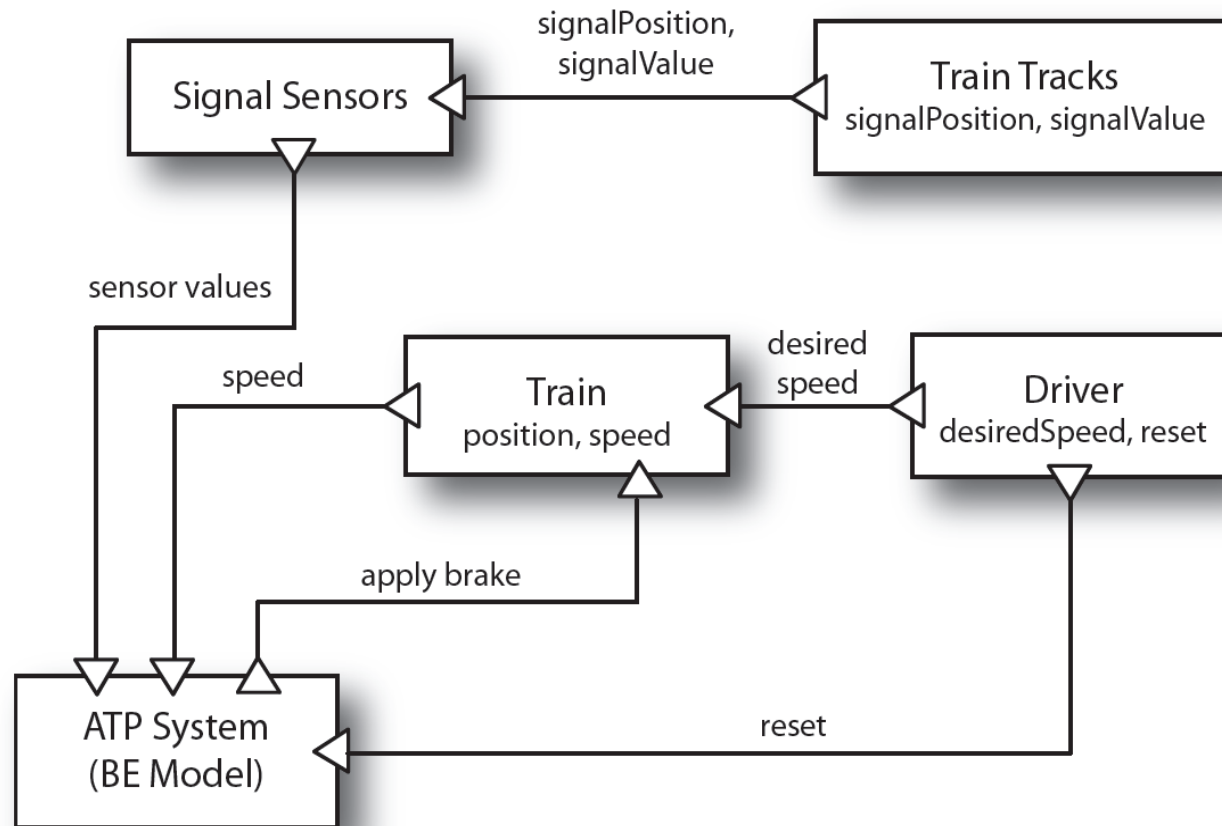 signalPosition,
signalValue
Signal Sensors
Train Tracks
signalPosition, signalValue
sensor values
speed
Train
position, speed
desired
speed
Driver
desiredSpeed, reset
apply brake
ATP System
(BE Model)
reset